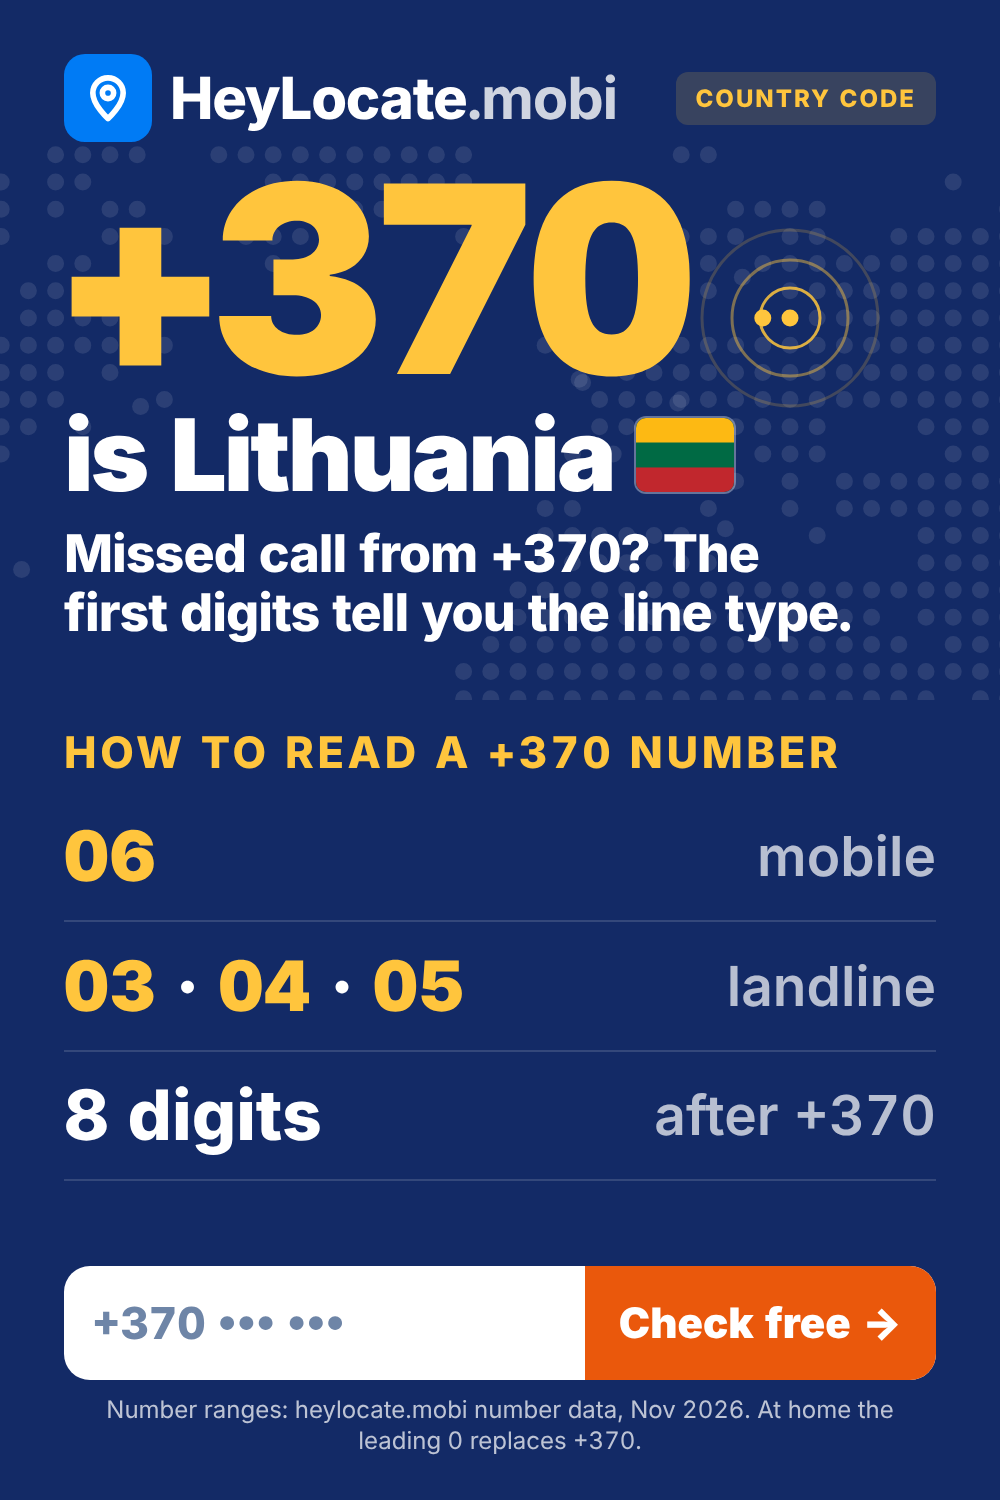 HeyLocate.mobi
COUNTRY CODE
+370
is Lithuania
Missed call from +370? The
first digits tell you the line type.
HOW TO READ A +370 NUMBER
06 mobile
03 · 04 · 05 landline
8 digits after +370
+370 ••• •••
Check free →
Number ranges: heylocate.mobi number data, Nov 2026. At home the
leading 0 replaces +370.